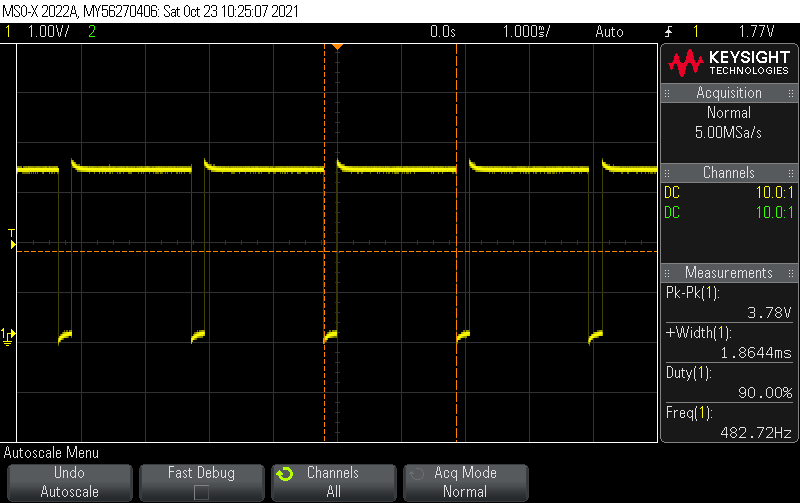 MSO-X 2022A, MY56270406: Sat Oct 23 10:25:07 2021
1 1.00V/ 2 0.0s 1.000ms/ Auto 1 1.77V
KEYSIGHT
TECHNOLOGIES
Acquisition
Normal
5.00MSa/s
Channels
DC 10.0:1
DC 10.0:1
T
Measurements
Pk-Pk(1):
3.78V
+Width(1):
1.8644ms
Duty(1):
90.00%
Freq(1):
482.72Hz
1
Autoscale Menu
Undo
Autoscale
Fast Debug
Channels
All
Acq Mode
Normal